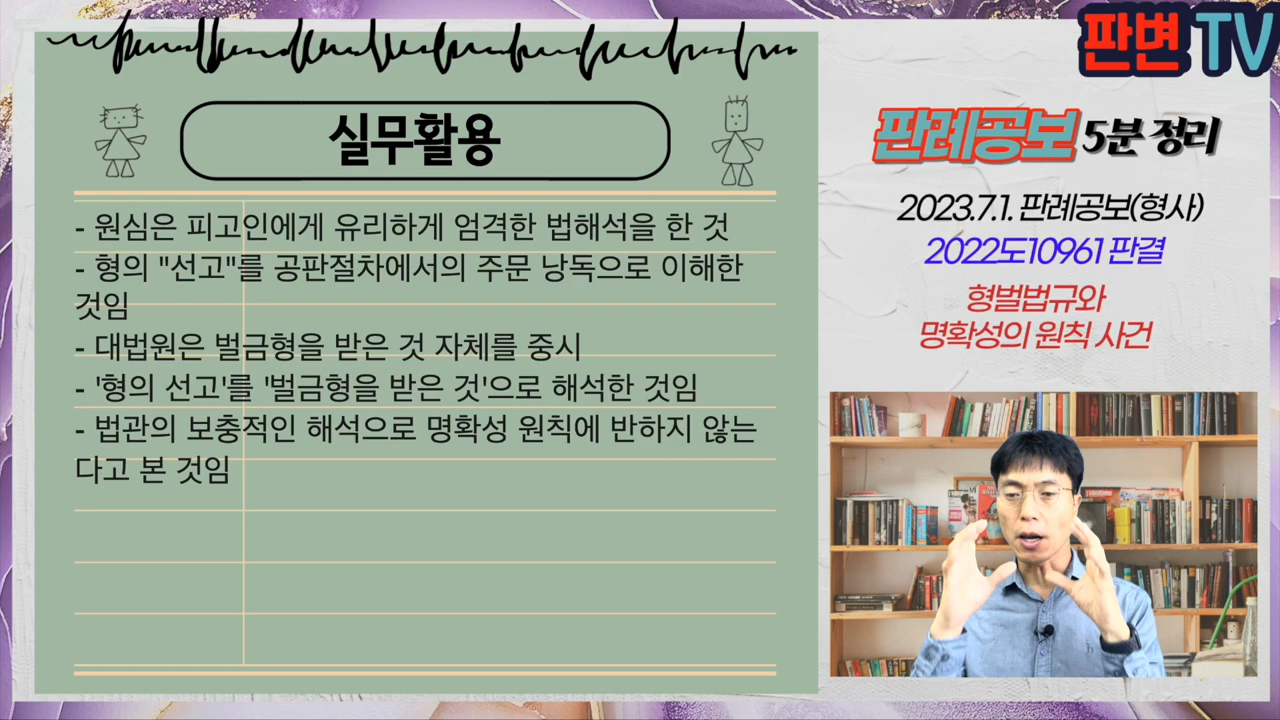 판변 TV
실무활용
- 원심은 피고인에게 유리하게 엄격한 법해석을 한 것
- 형의 "선고"를 공판절차에서의 주문 낭독으로 이해한
것임
- 대법원은 벌금형을 받은 것 자체를 중시
- '형의 선고'를 '벌금형을 받은 것'으로 해석한 것임
- 법관의 보충적인 해석으로 명확성 원칙에 반하지 않는
다고 본 것임
판례공보 5분 정리
2023.7.1. 판례공보(형사)
2022도10961 판결
형벌법규와
명확성의 원칙 사건